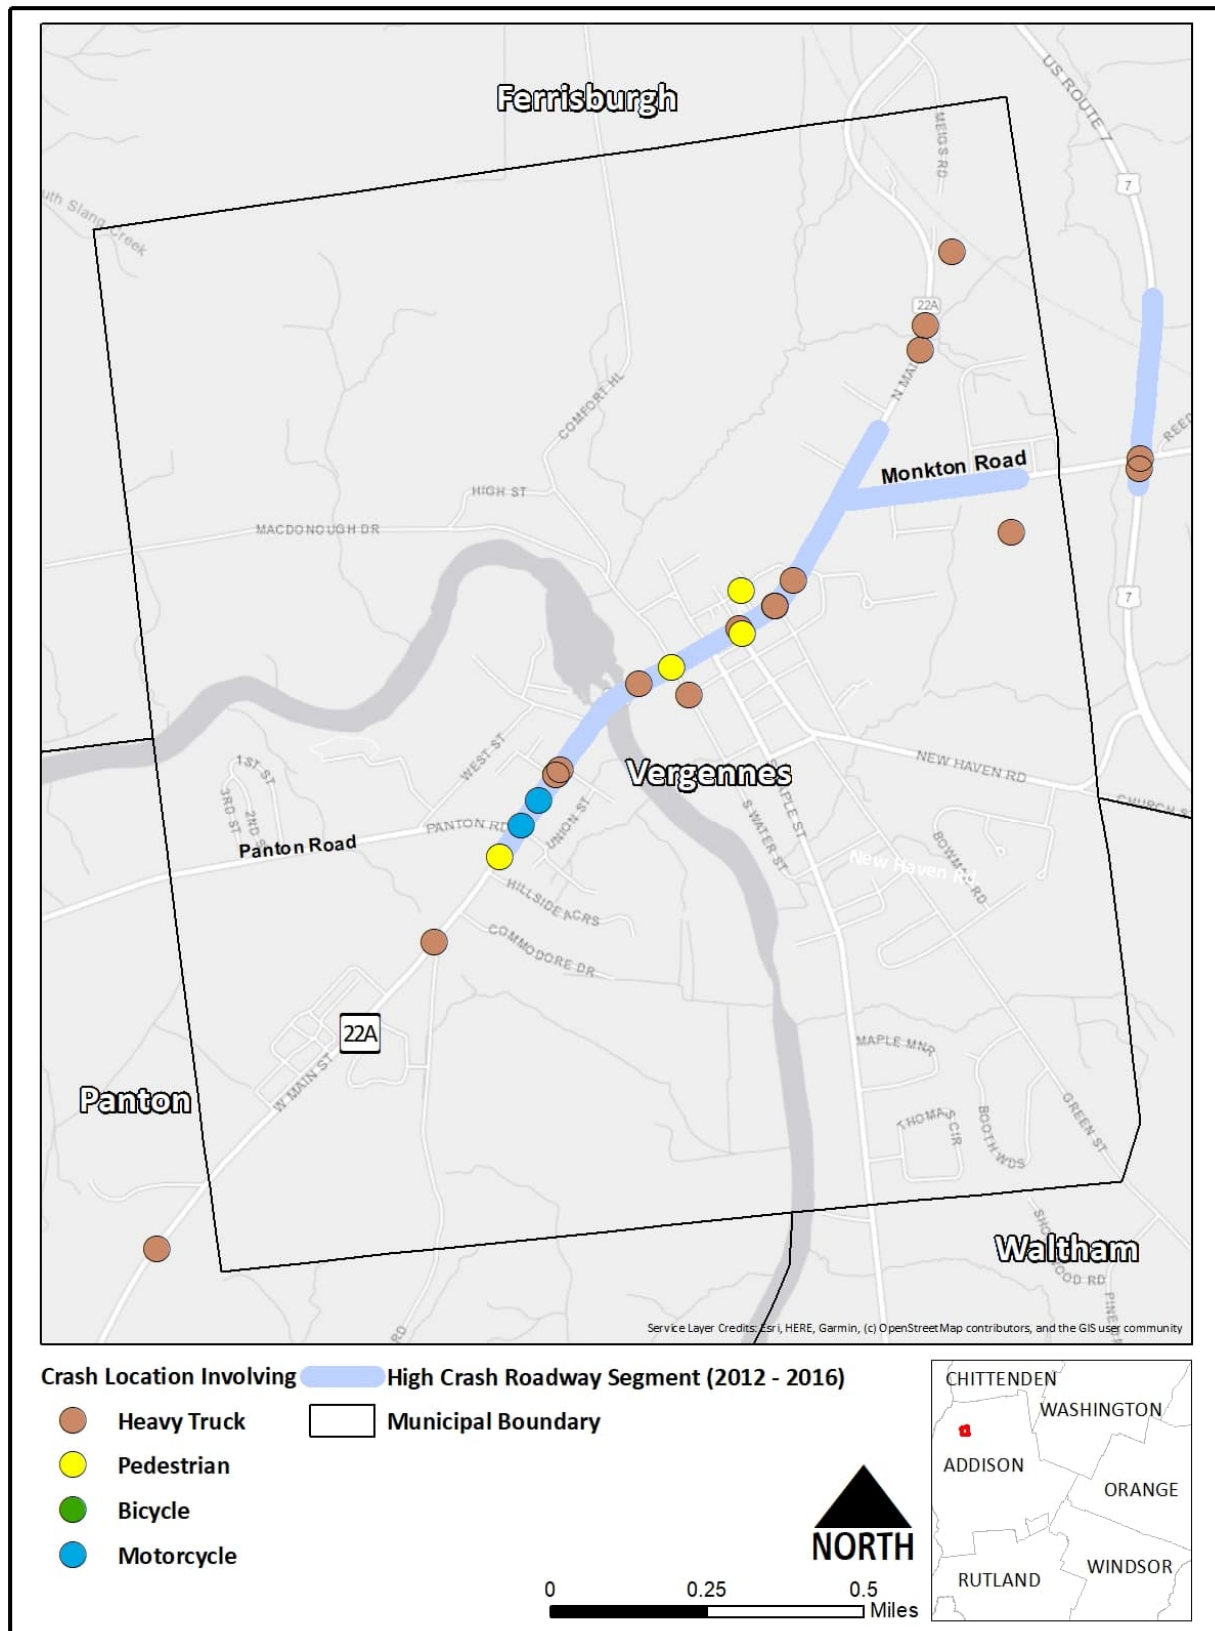 Ferrisburgh
US ROUTE 7
MEIGS RD
7
uth Slang Creek
22A
N MAI
COMFORT HL
REED
Monkton Road
HIGH ST
MACDONOUGH DR
7
WEST ST
Vergennes
NEW HAVEN RD
1ST ST
3RD ST
2ND S
CHURCH S
S WATER ST
MAPLE ST
UNION ST
PANTON RD
Panton Road
BOWMAN RD
New Haven Rd
HILLSIDE ACRS
COMMODORE DR
22A
MAPLE MNR
W MAIN ST
Panton
THOMAS CIR
BOOTH WDS
GREEN ST
Waltham
RD
Service Layer Credits: Esri, HERE, Garmin, (c) OpenStreetMap contributors, and the GIS user community
Crash Location Involving
High Crash Roadway Segment (2012 - 2016)
Heavy Truck
Municipal Boundary
Pedestrian
Bicycle
Motorcycle
NORTH
0 0.25 0.5
Miles
CHITTENDEN
WASHINGTON
ADDISON
ORANGE
WINDSOR
RUTLAND